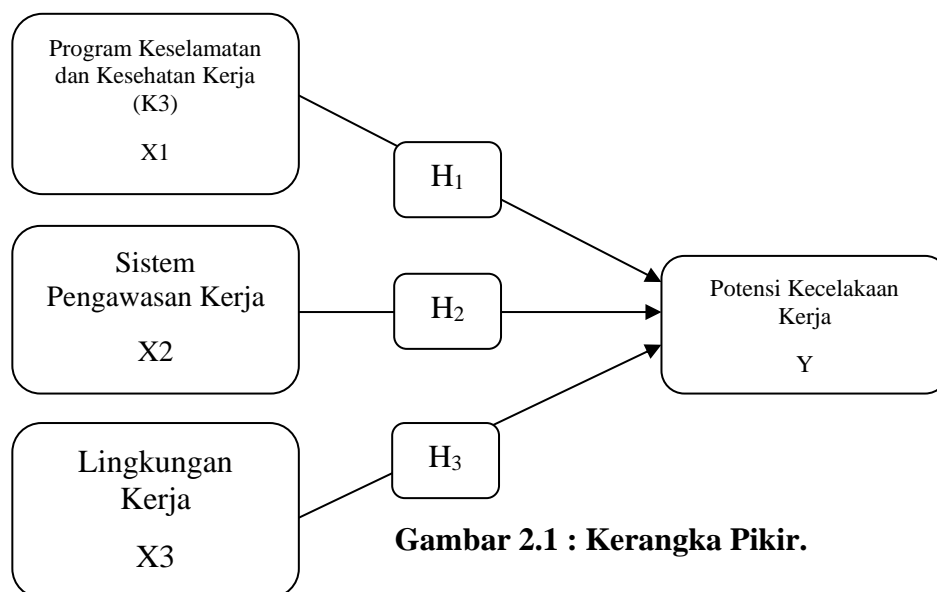 Program Keselamatan
dan Kesehatan Kerja
(K3)
X1
H₁
Sistem
Pengawasan Kerja
X2
H₂
Potensi Kecelakaan
Kerja
Y
Lingkungan
Kerja
X3
H₃
Gambar 2.1 : Kerangka Pikir.